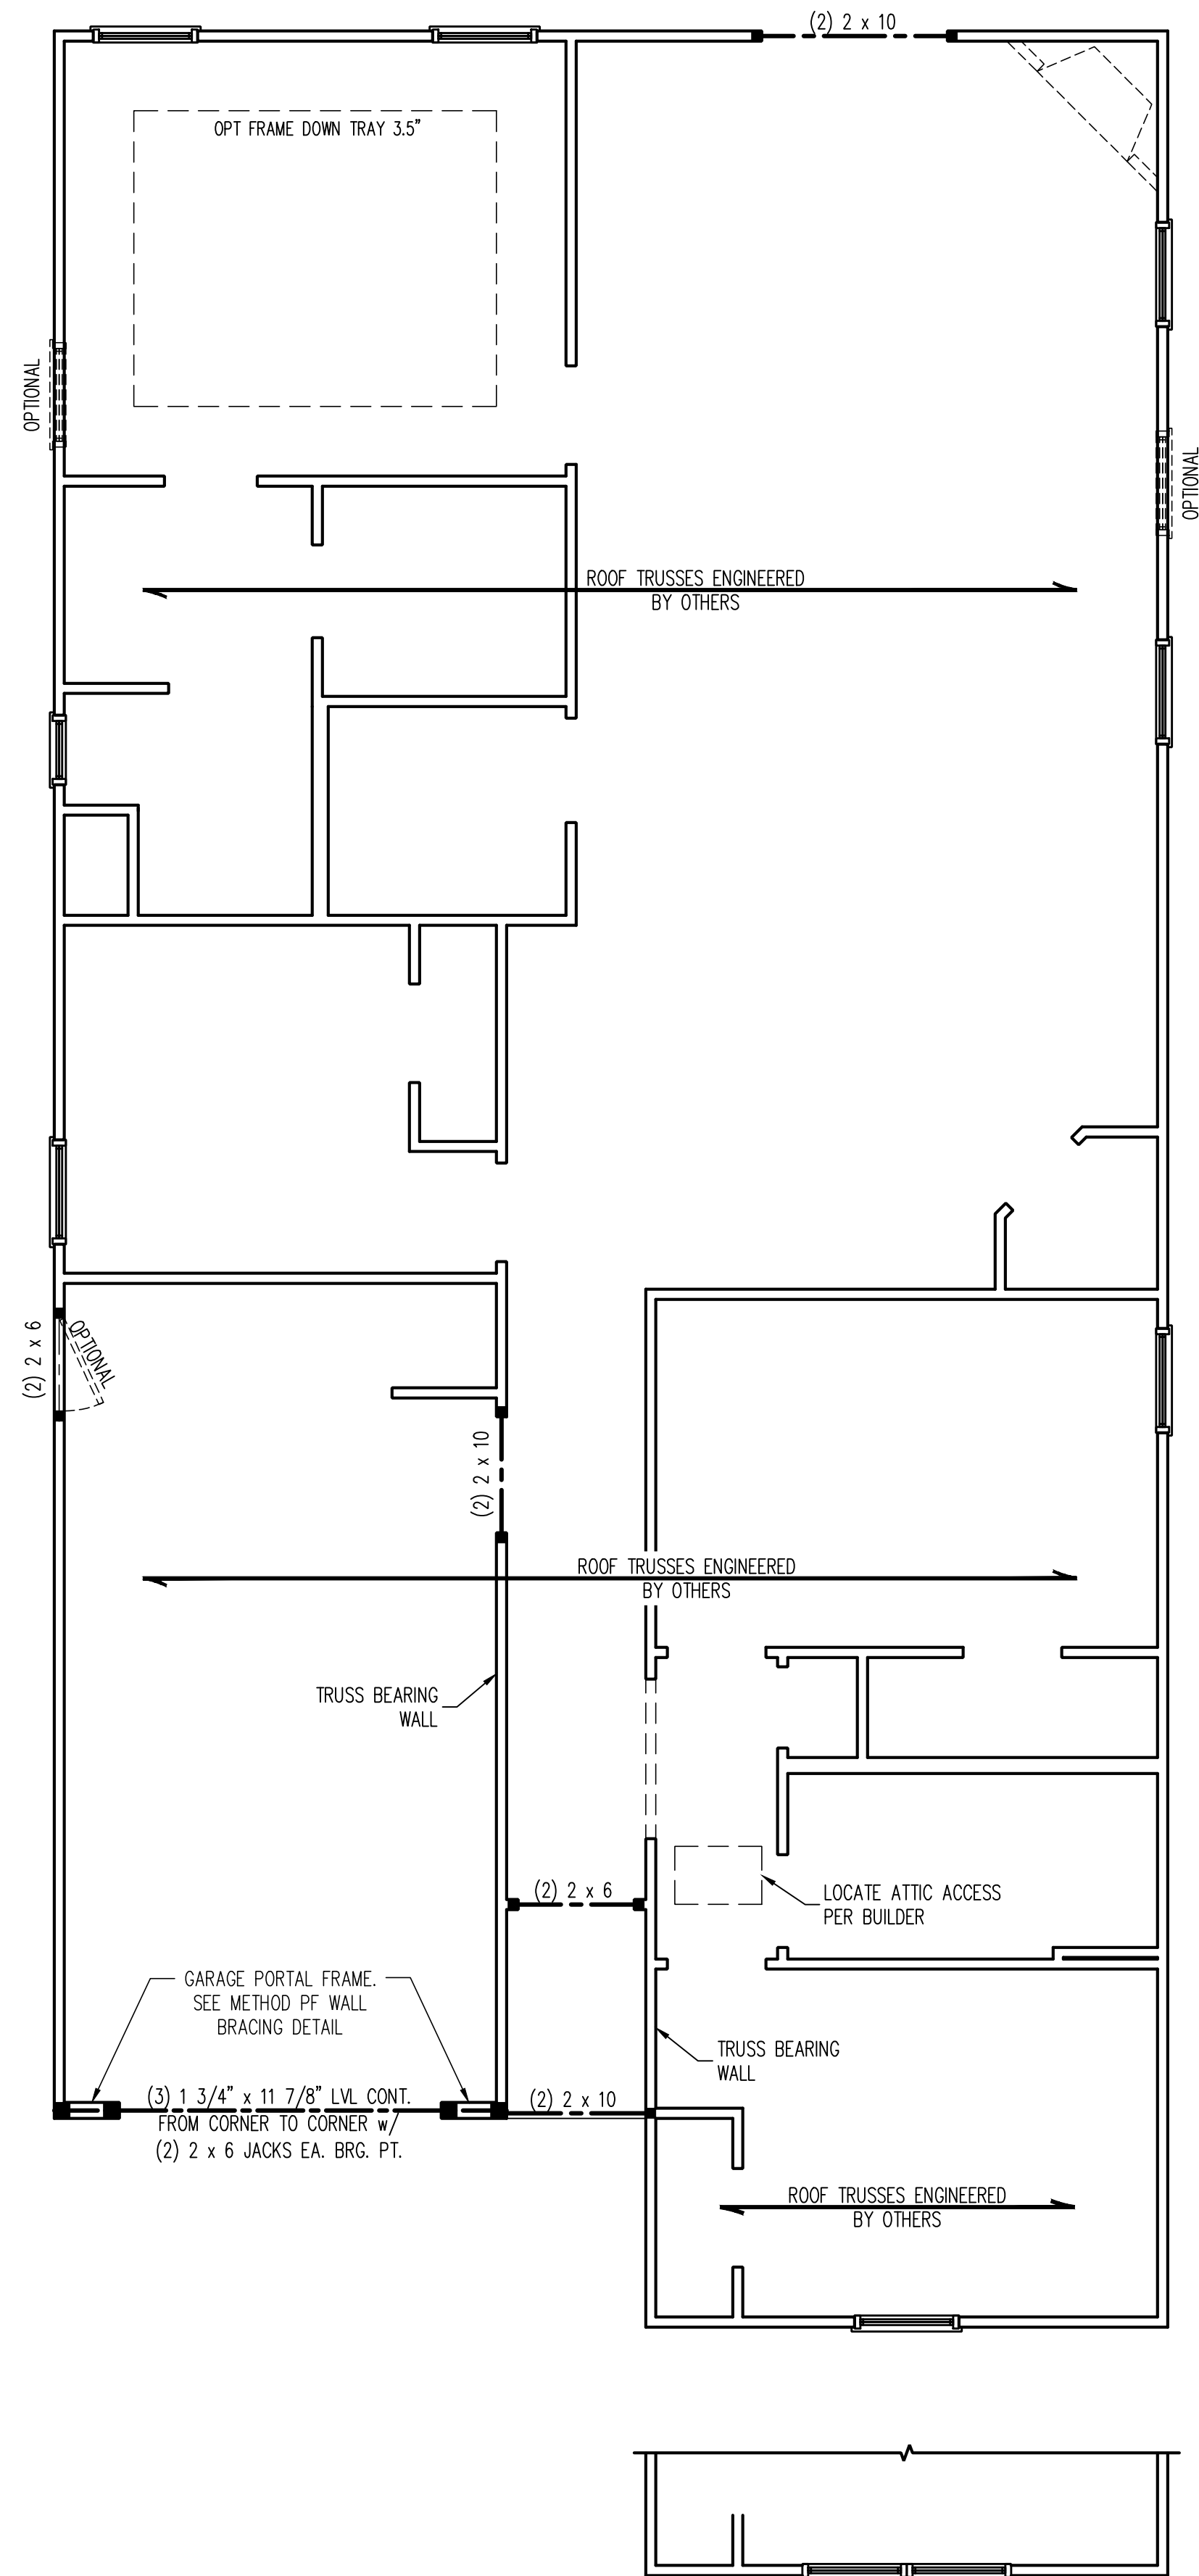 (2) 2 x 10
OPT FRAME DOWN TRAY 3.5"
OPTIONAL
OPTIONAL
ROOF TRUSSES ENGINEERED
BY OTHERS
(2) 2 x 6
OPTIONAL
(2) 2 x 10
ROOF TRUSSES ENGINEERED
BY OTHERS
TRUSS BEARING
WALL
(2) 2 x 6
LOCATE ATTIC ACCESS
PER BUILDER
GARAGE PORTAL FRAME.
SEE METHOD PF WALL
BRACING DETAIL
TRUSS BEARING
WALL
(3) 1 3/4" x 11 7/8" LVL CONT.
FROM CORNER TO CORNER w/
(2) 2 x 6 JACKS EA. BRG. PT.
(2) 2 x 10
ROOF TRUSSES ENGINEERED
BY OTHERS